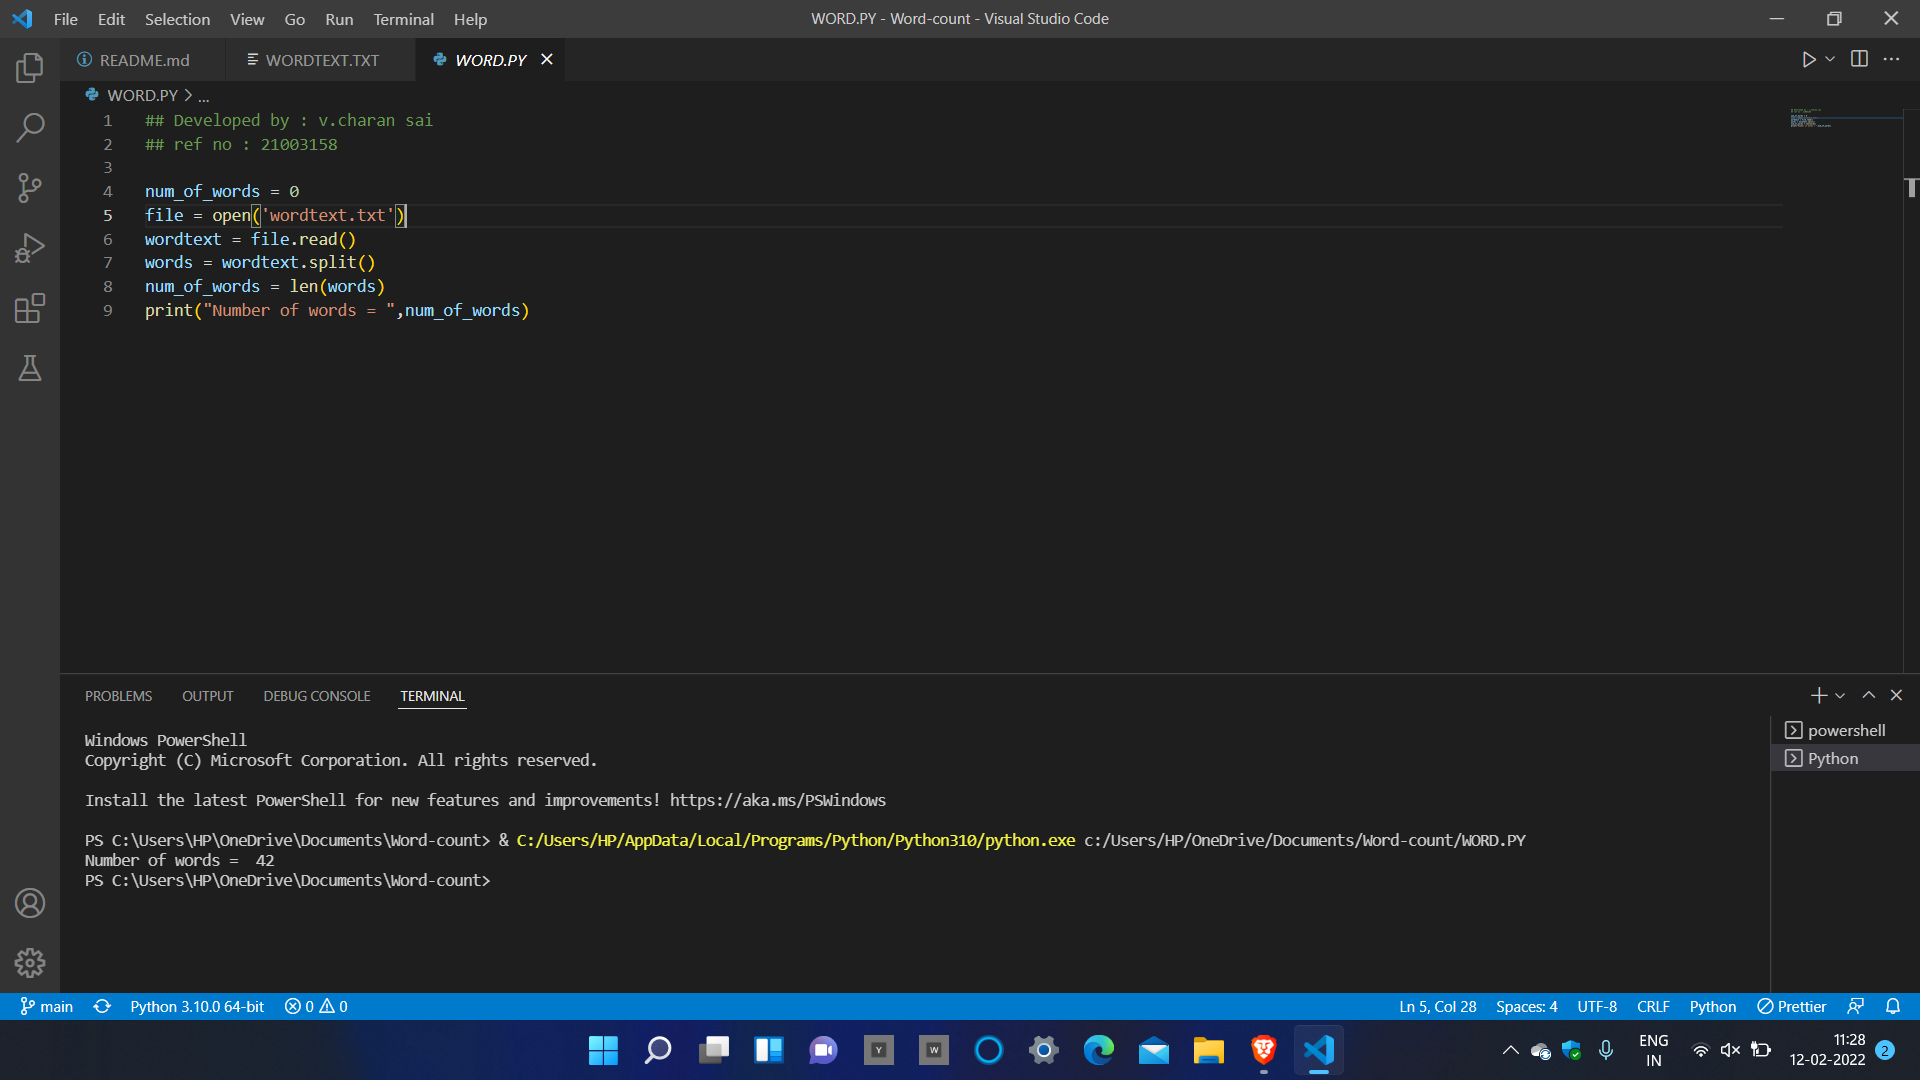 File Edit Selection View Go Run Terminal Help
WORD.PY - Word-count - Visual Studio Code
README.md
WORDTEXT.TXT
WORD.PY
WORD.PY > ...
1 ## Developed by : v.charan sai
2 ## ref no : 21003158
3
4 num_of_words = 0
5 file = open('wordtext.txt')
6 wordtext = file.read()
7 words = wordtext.split()
8 num_of_words = len(words)
9 print("Number of words = ",num_of_words)
PROBLEMS OUTPUT DEBUG CONSOLE TERMINAL
powershell
Python
Windows PowerShell
Copyright (C) Microsoft Corporation. All rights reserved.
Install the latest PowerShell for new features and improvements! https://aka.ms/PSWindows
PS C:\Users\HP\OneDrive\Documents\Word-count> & C:/Users/HP/AppData/Local/Programs/Python/Python310/python.exe c:/Users/HP/OneDrive/Documents/Word-count/WORD.PY
Number of words =  42
PS C:\Users\HP\OneDrive\Documents\Word-count>
main Python 3.10.0 64-bit 0 0 Ln 5, Col 28 Spaces: 4 UTF-8 CRLF Python Prettier
Y W
ENG
IN
11:28
12-02-2022
2